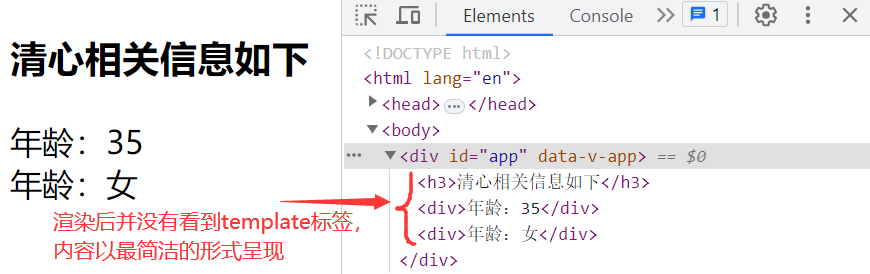 清心相关信息如下
年龄：35
年龄：女
渲染后并没有看到template标签，
内容以最简洁的形式呈现
Elements Console 1
<!DOCTYPE html>
<html lang="en">
<head>…</head>
<body>
<div id="app" data-v-app> == $0
<h3>清心相关信息如下</h3>
<div>年龄：35</div>
<div>年龄：女</div>
</div>